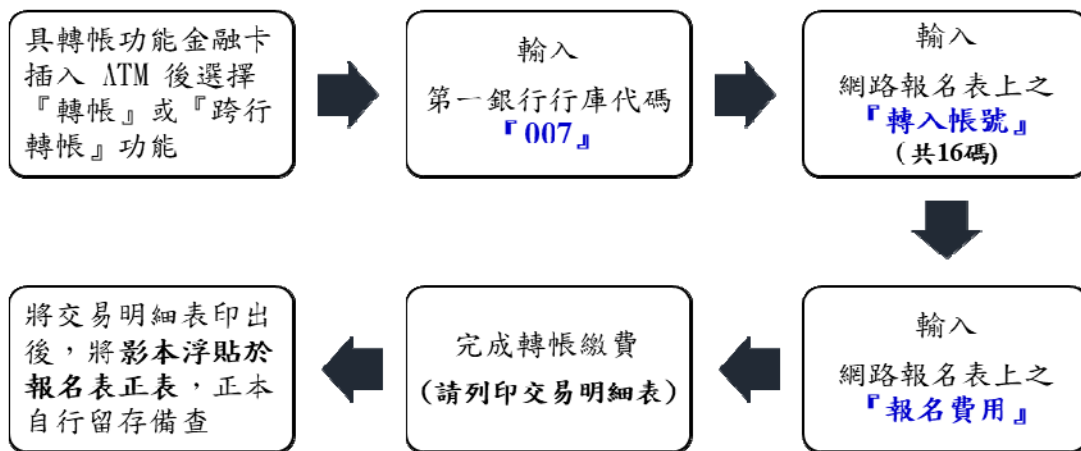 具轉帳功能金融卡
插入 ATM 後選擇
『轉帳』或『跨行
轉帳』功能
輸入
第一銀行行庫代碼
『007』
輸入
網路報名表上之
『轉入帳號』
(共16碼)
輸入
網路報名表上之
『報名費用』
完成轉帳繳費
(請列印交易明細表)
將交易明細表印出
後，將影本浮貼於
報名表正表，正本
自行留存備查